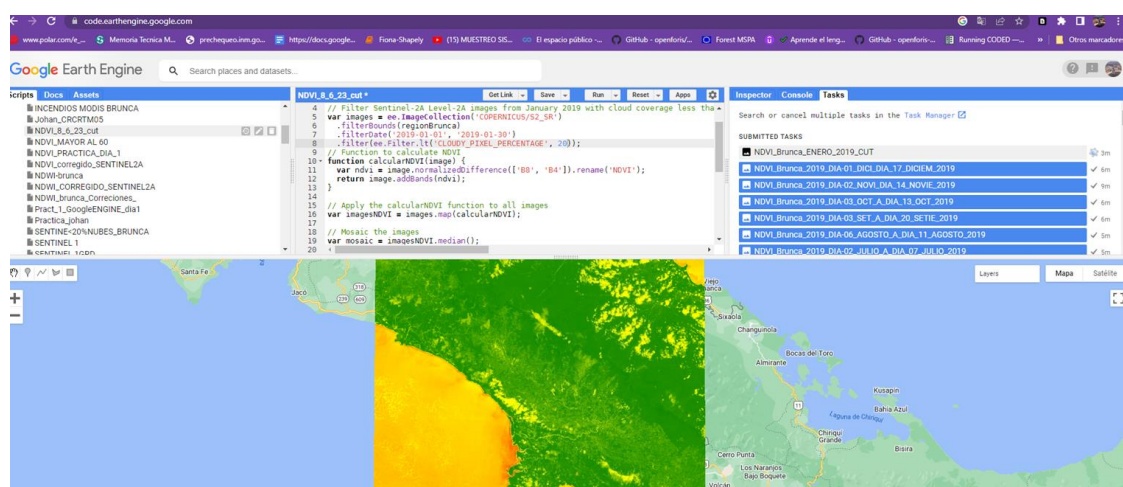 code.earthengine.google.com
www.polar.com/e_... Memoria Tecnica M... prechequeo.inm.go... https://docs.google... Fiona-Shapely (15) MUESTREO SIS... El espacio público -... GitHub - openforis/... Forest MSPA Aprende el leng... GitHub - openforis-... Running CODED —... » Otros marcadores
Google Earth Engine Search places and datasets...
Scripts Docs Assets
INCENDIOS MODIS BRUNCA
Johan_CRCRTM05
NDVI_8_6_23_cut
NDVI_MAYOR AL 60
NDVI_PRACTICA_DIA_1
NDVI_corregido_SENTINEL2A
NDWI-brunca
NDWI_CORREGIDO_SENTINEL2A
NDWI_brunca_Correciones_
Pract_1_GoogleENGINE_dia1
Practica_johan
SENTINE<20%NUBES_BRUNCA
SENTINEL 1
SENTINEL 1GRD
NDVI_8_6_23_cut * Get Link Save Run Reset Apps
4 // Filter Sentinel-2A Level-2A images from January 2019 with cloud coverage less tha
5 var images = ee.ImageCollection('COPERNICUS/S2_SR')
6 .filterBounds(regionBrunca)
7 .filterDate('2019-01-01', '2019-01-30')
8 .filter(ee.Filter.lt('CLOUDY_PIXEL_PERCENTAGE', 20));
9 // Function to calculate NDVI
10 function calcularNDVI(image) {
11 var ndvi = image.normalizedDifference(['B8', 'B4']).rename('NDVI');
12 return image.addBands(ndvi);
13 }
14
15 // Apply the calcularNDVI function to all images
16 var imagesNDVI = images.map(calcularNDVI);
17
18 // Mosaic the images
19 var mosaic = imagesNDVI.median();
20
Inspector Console Tasks
Search or cancel multiple tasks in the Task Manager
SUBMITTED TASKS
NDVI_Brunca_ENERO_2019_CUT 3m
NDVI_Brunca_2019_DIA-01_DICI_DIA_17_DICIEM_2019 6m
NDVI_Brunca_2019_DIA-02_NOVI_DIA_14_NOVIE_2019 9m
NDVI_Brunca_2019_DIA-03_OCT_A_DIA_13_OCT_2019 6m
NDVI_Brunca_2019_DIA-03_SET_A_DIA_20_SETIE_2019 6m
NDVI_Brunca_2019_DIA-06_AGOSTO_A_DIA_11_AGOSTO_2019 6m
NDVI_Brunca_2019_DIA-02_JULIO_A_DIA_07_JULIO_2019 5m
Layers Mapa Satélite
Santa Fe
Jacó
318
239
609
Viejo
Sixaola
Changuinola
Bocas del Toro
Almirante
Kusapin
11
Bahía Azul
Laguna de Chiriquí
Chiriquí
Grande
Bisira
Cerro Punta
Los Naranjos
Bajo Boquete
Volcán